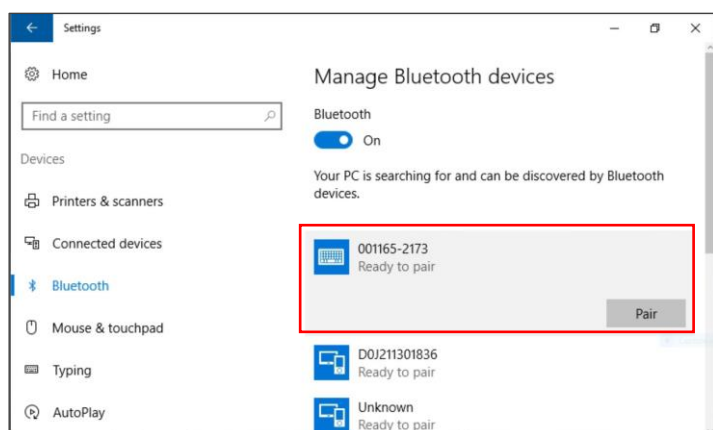 Settings
Home
Find a setting
Devices
Printers & scanners
Connected devices
Bluetooth
Mouse & touchpad
Typing
AutoPlay
Manage Bluetooth devices
Bluetooth
On
Your PC is searching for and can be discovered by Bluetooth
devices.
001165-2173
Ready to pair
Pair
D0J211301836
Ready to pair
Unknown
Ready to pair